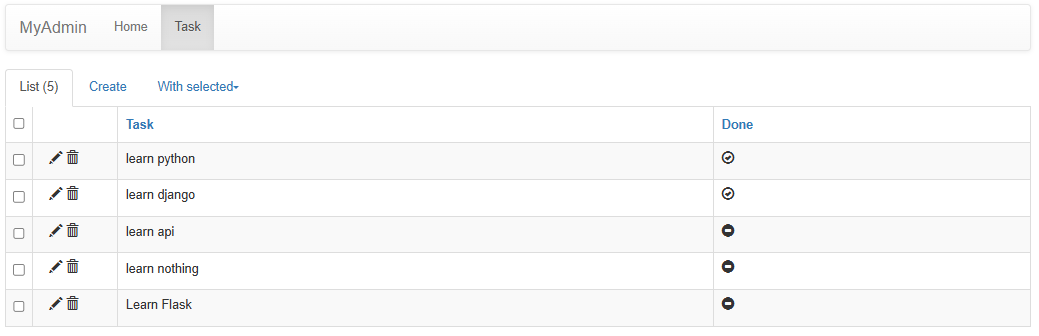 MyAdmin Home Task
List (5) Create With selected
Task Done
learn python
learn django
learn api
learn nothing
Learn Flask